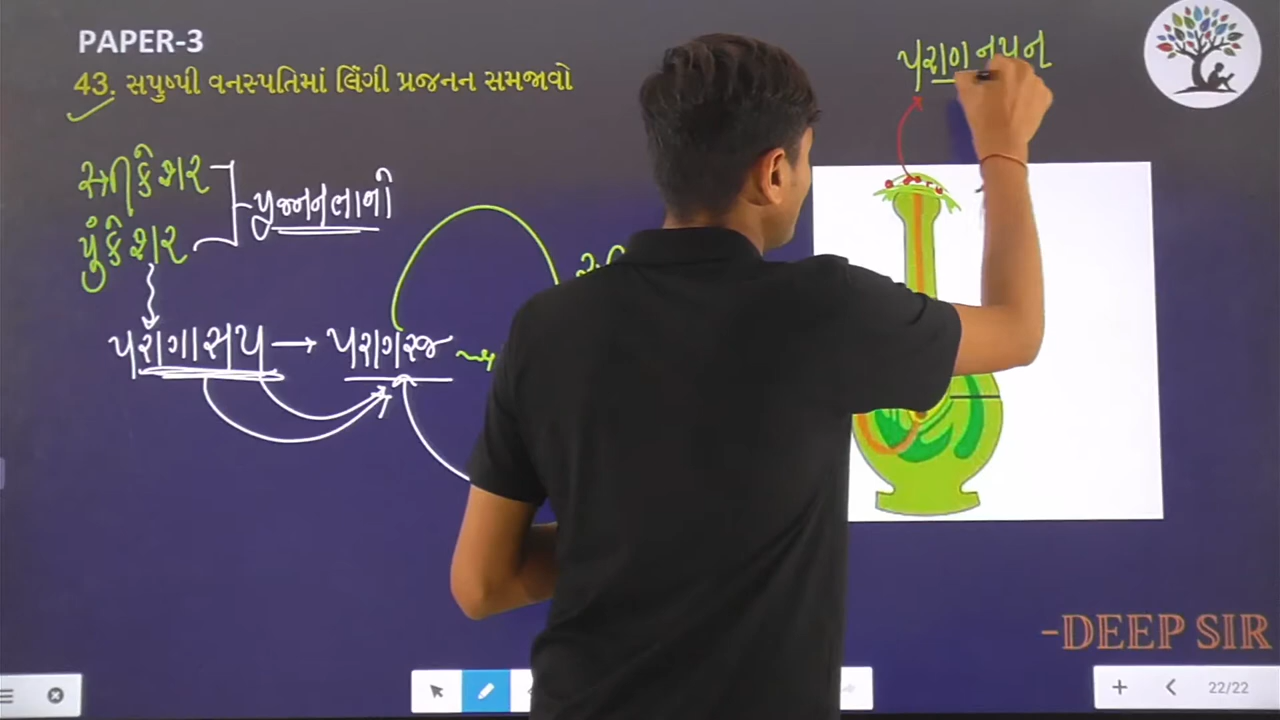 PAPER-3
43. સપુષ્પી વનસ્પતિમાં લિંગી પ્રજનન સમજાવો
પરાગનયન
સ્ત્રીકેશર
પુંકેશર
પરાગાસય → પરાગરજ
-DEEP SIR
22/22